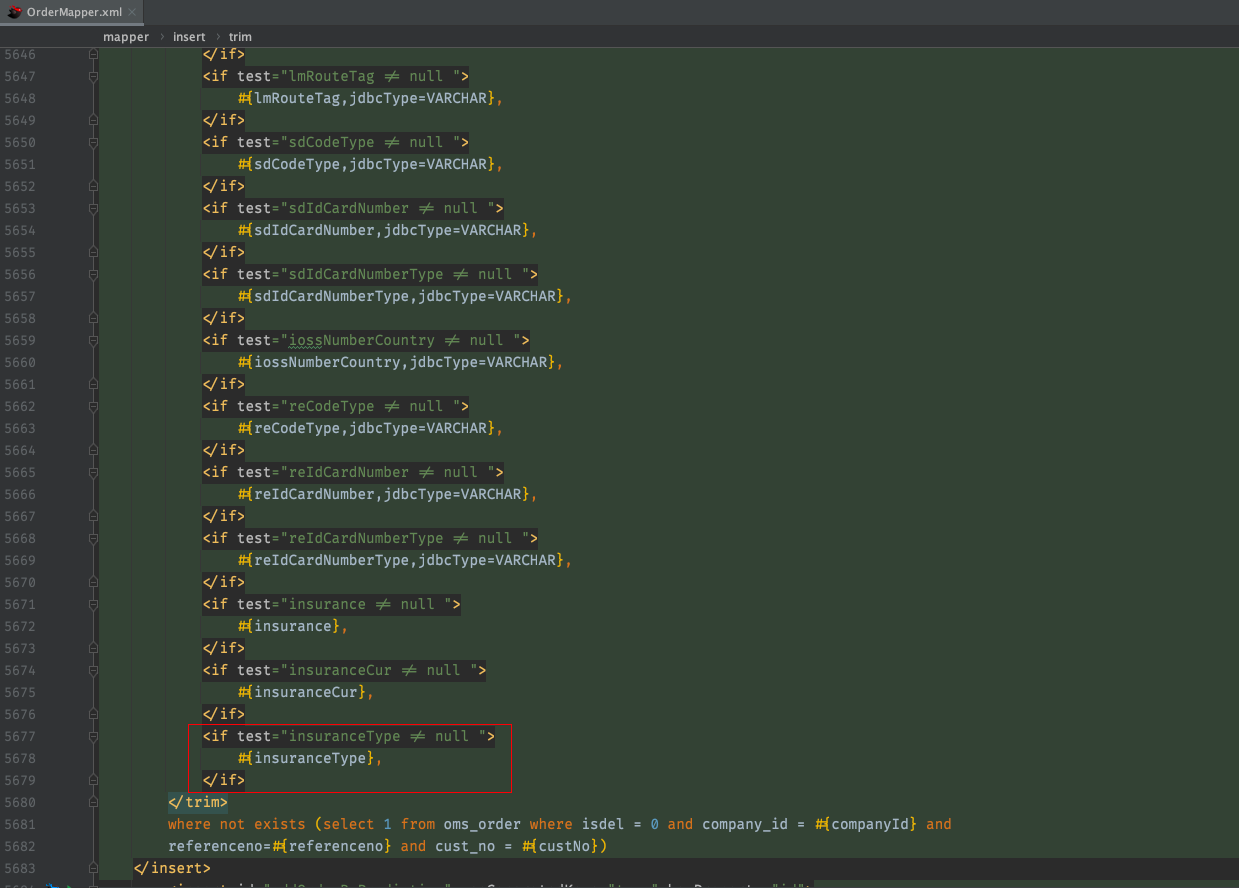 OrderMapper.xml
mapper > insert > trim
5646 </if>
5647 <if test="lmRouteTag != null ">
5648 #{lmRouteTag,jdbcType=VARCHAR},
5649 </if>
5650 <if test="sdCodeType != null ">
5651 #{sdCodeType,jdbcType=VARCHAR},
5652 </if>
5653 <if test="sdIdCardNumber != null ">
5654 #{sdIdCardNumber,jdbcType=VARCHAR},
5655 </if>
5656 <if test="sdIdCardNumberType != null ">
5657 #{sdIdCardNumberType,jdbcType=VARCHAR},
5658 </if>
5659 <if test="iossNumberCountry != null ">
5660 #{iossNumberCountry,jdbcType=VARCHAR},
5661 </if>
5662 <if test="reCodeType != null ">
5663 #{reCodeType,jdbcType=VARCHAR},
5664 </if>
5665 <if test="reIdCardNumber != null ">
5666 #{reIdCardNumber,jdbcType=VARCHAR},
5667 </if>
5668 <if test="reIdCardNumberType != null ">
5669 #{reIdCardNumberType,jdbcType=VARCHAR},
5670 </if>
5671 <if test="insurance != null ">
5672 #{insurance},
5673 </if>
5674 <if test="insuranceCur != null ">
5675 #{insuranceCur},
5676 </if>
5677 <if test="insuranceType != null ">
5678 #{insuranceType},
5679 </if>
5680 </trim>
5681 where not exists (select 1 from oms_order where isdel = 0 and company_id = #{companyId} and
5682 referenceno=#{referenceno} and cust_no = #{custNo})
5683 </insert>